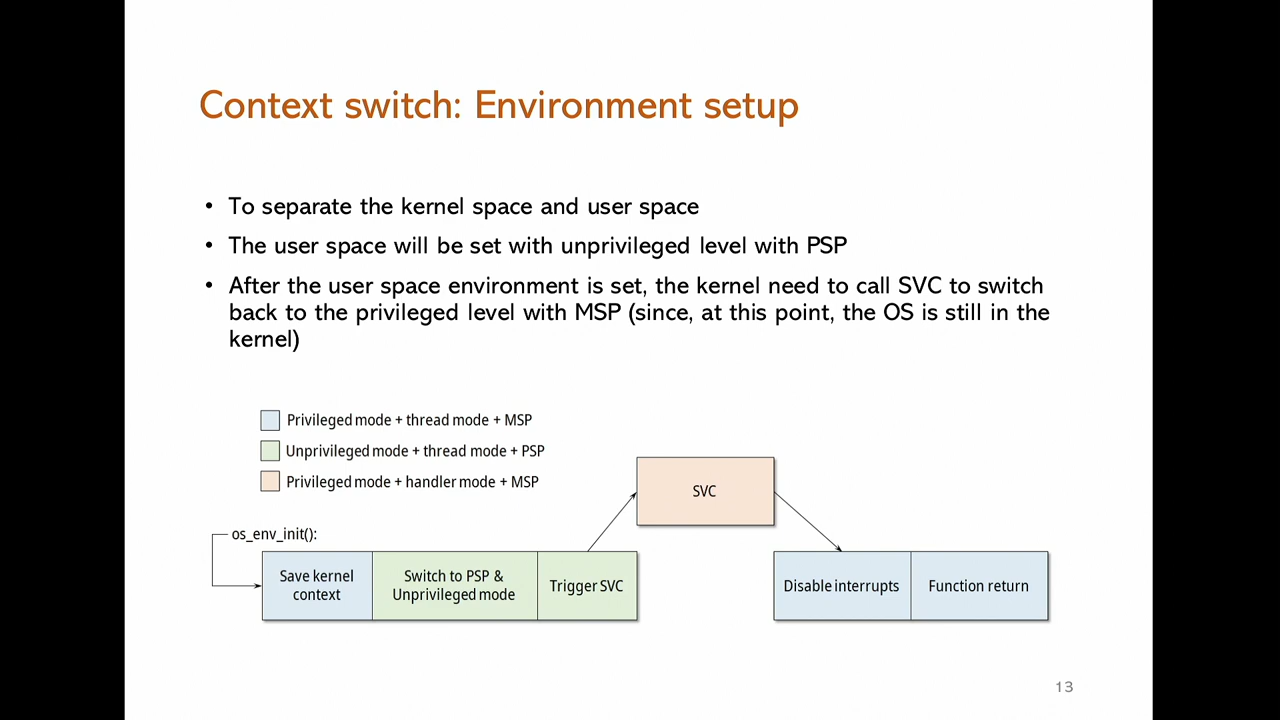 Context switch: Environment setup
• To separate the kernel space and user space
• The user space will be set with unprivileged level with PSP
• After the user space environment is set, the kernel need to call SVC to switch
back to the privileged level with MSP (since, at this point, the OS is still in the
kernel)
Privileged mode + thread mode + MSP
Unprivileged mode + thread mode + PSP
Privileged mode + handler mode + MSP
SVC
os_env_init():
Save kernel
context
Switch to PSP &
Unprivileged mode
Trigger SVC
Disable interrupts
Function return
13